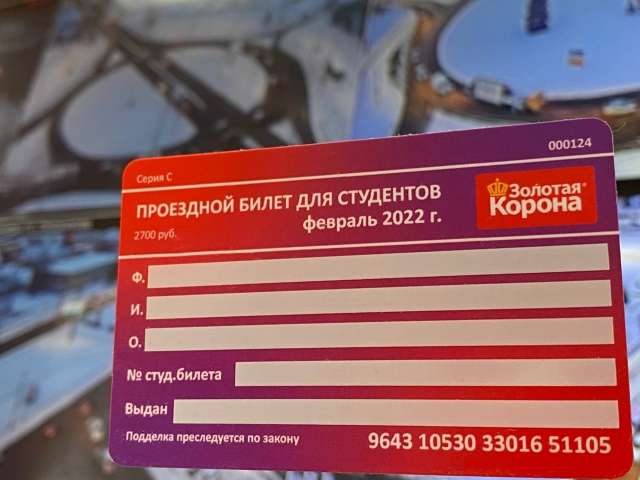 Серия С
000124
ПРОЕЗДНОЙ БИЛЕТ ДЛЯ СТУДЕНТОВ
февраль 2022 г.
2700 руб.
Золотая®
Корона
Ф.
И.
О.
№ студ.билета
Выдан
Подделка преследуется по закону
9643 10530 33016 51105